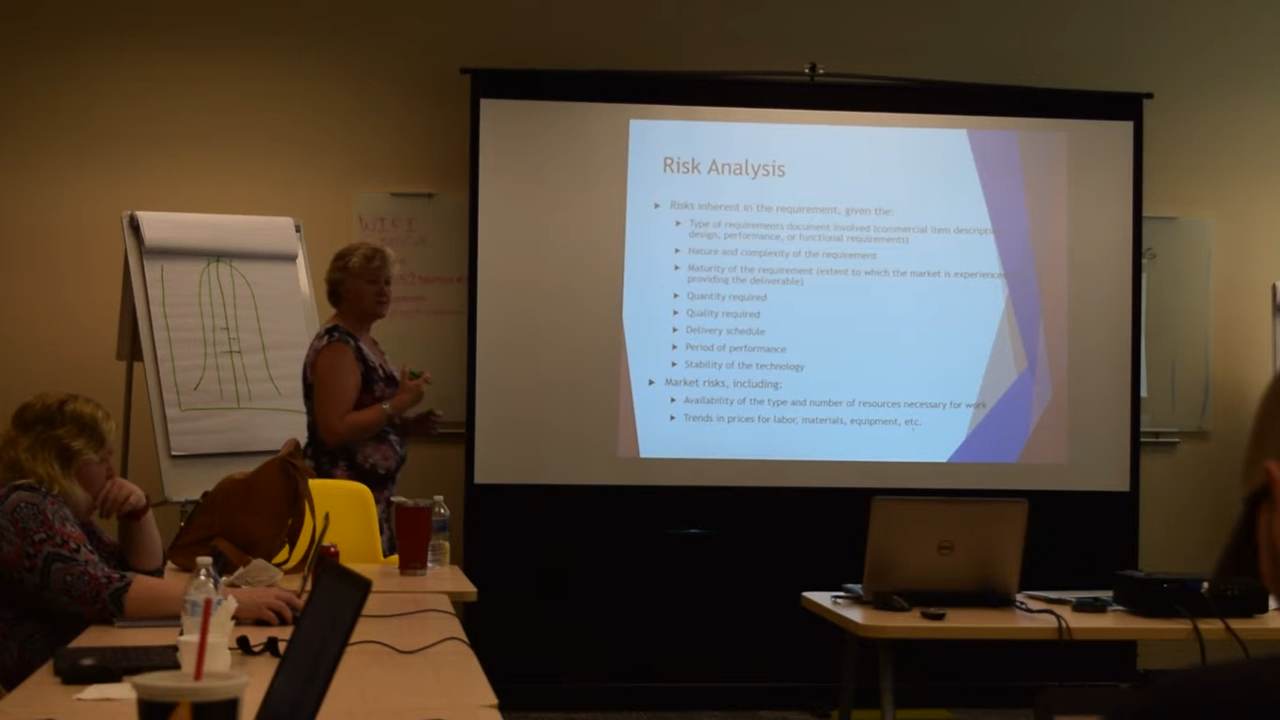 Risk Analysis
Risks inherent in the requirement, given the:
Type of requirements document involved (commercial item descripti
design, performance, or functional requirements)
Nature and complexity of the requirement
Maturity of the requirement (extent to which the market is experience
providing the deliverable)
Quantity required
Quality required
Delivery schedule
Period of performance
Stability of the technology
Market risks, including:
Availability of the type and number of resources necessary for work
Trends in prices for labor, materials, equipment, etc.
WIFI
DELL